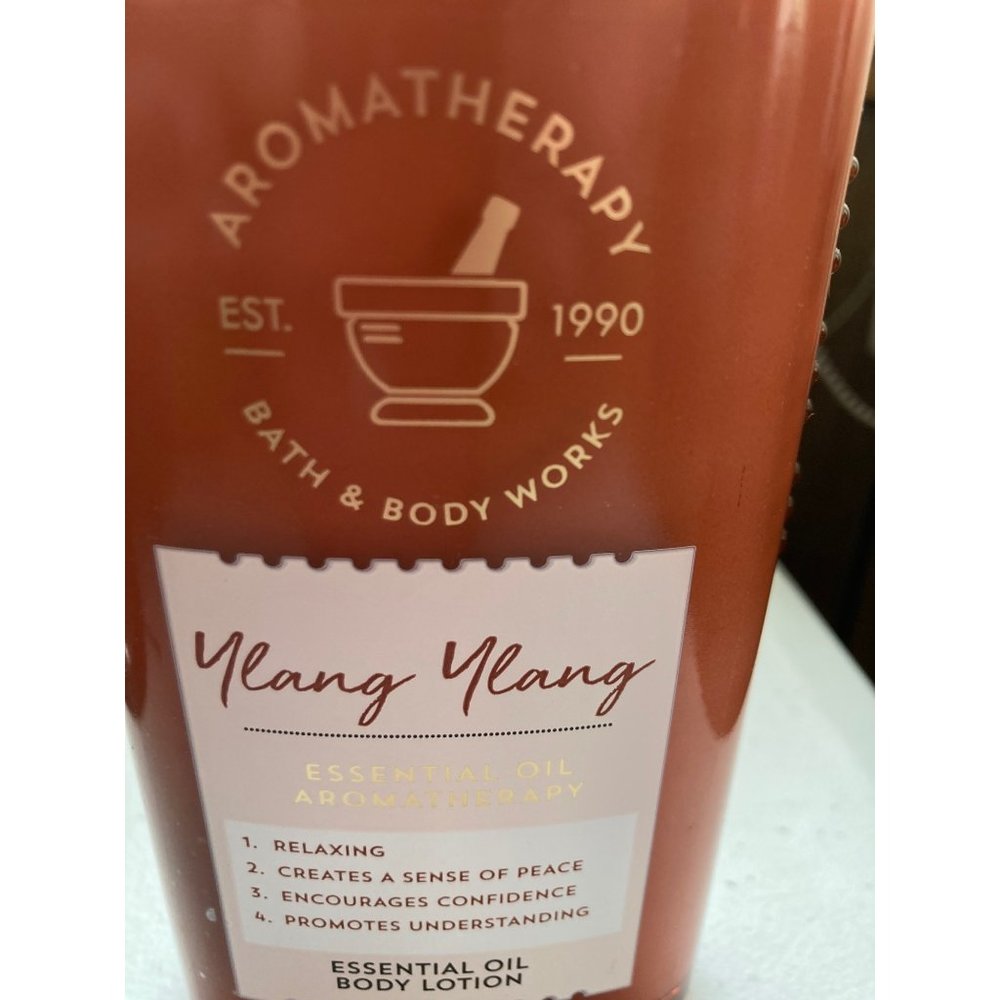 AROMATHERAPY
EST. 1990
BATH & BODY WORKS
Ylang Ylang
ESSENTIAL OIL
AROMATHERAPY
1. RELAXING
2. CREATES A SENSE OF PEACE
3. ENCOURAGES CONFIDENCE
4. PROMOTES UNDERSTANDING
ESSENTIAL OIL
BODY LOTION